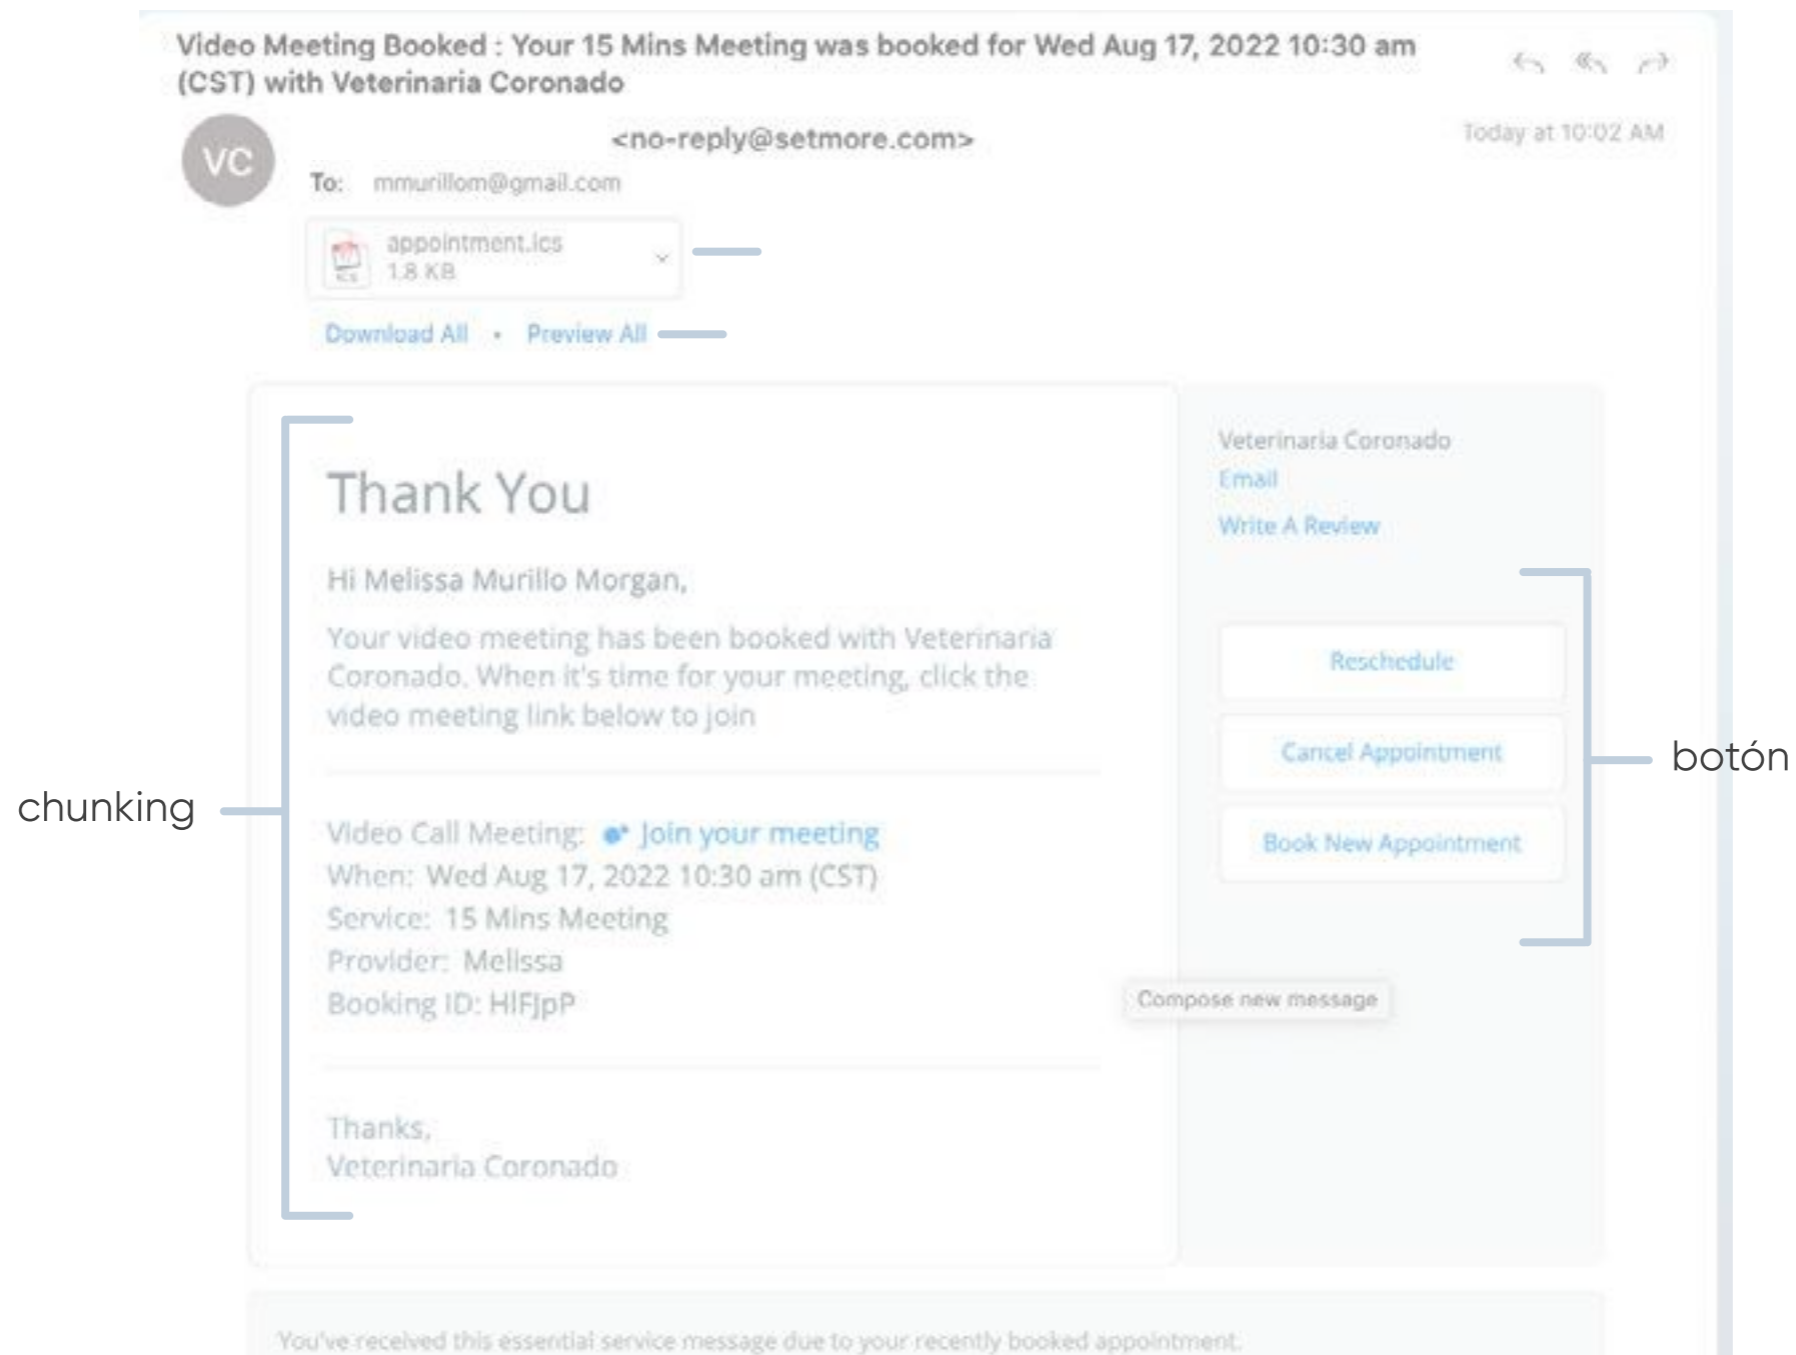 Video Meeting Booked : Your 15 Mins Meeting was booked for Wed Aug 17, 2022 10:30 am
(CST) with Veterinaria Coronado
VC
<no-reply@setmore.com>
Today at 10:02 AM
To: mmurillom@gmail.com
appointment.ics
1.8 KB
ICS
Download All • Preview All
Thank You
Hi Melissa Murillo Morgan,
Your video meeting has been booked with Veterinaria
Coronado. When it's time for your meeting, click the
video meeting link below to join
chunking
Video Call Meeting: Join your meeting
When: Wed Aug 17, 2022 10:30 am (CST)
Service: 15 Mins Meeting
Provider: Melissa
Booking ID:
Thanks,
Veterinaria Coronado
Veterinaria Coronado
Email
Write A Review
Reschedule
Cancel Appointment
Book New Appointment
botón
Compose new message
You've received this essential service message due to your recently booked appointment.